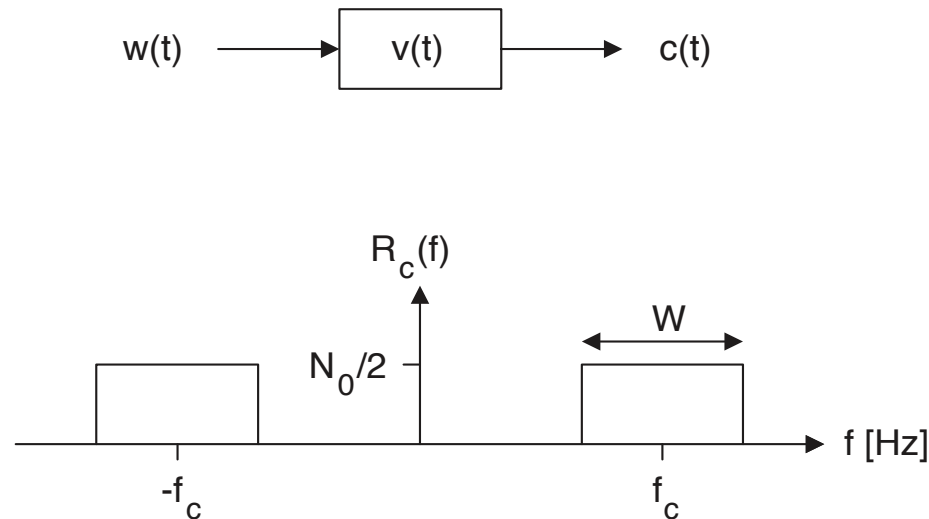 w(t) v(t) c(t)
R_c(f)
W
N_0/2
f [Hz]
-f_c f_c